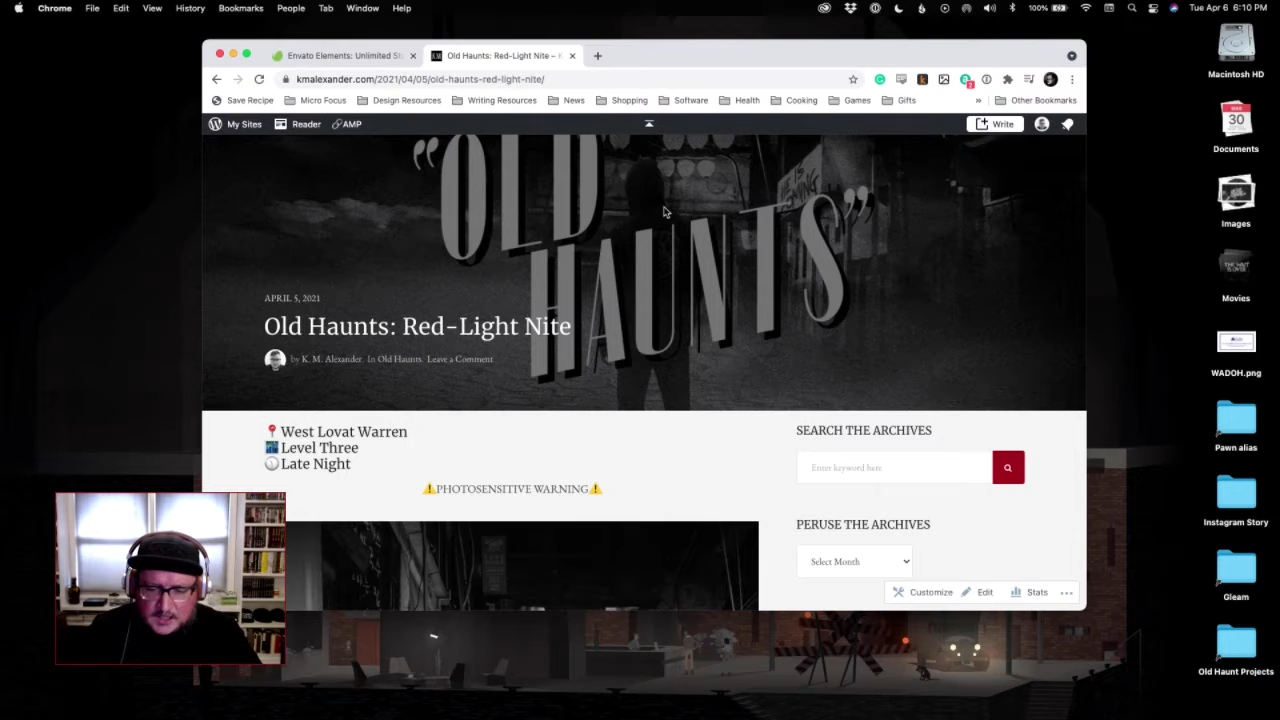 Chrome File Edit View History Bookmarks People Tab Window Help
100% Tue Apr 6 6:10 PM
Envato Elements: Unlimited St
Old Haunts: Red-Light Nite –
kmalexander.com/2021/04/05/old-haunts-red-light-nite/
2
Save Recipe Micro Focus Design Resources Writing Resources News Shopping Software Health Cooking Games Gifts » Other Bookmarks
My Sites Reader AMP Write
“OLD
HAUNTS”
APRIL 5, 2021
Old Haunts: Red-Light Nite
by K. M. Alexander In Old Haunts Leave a Comment
West Lovat Warren
Level Three
Late Night
PHOTOSENSITIVE WARNING
SEARCH THE ARCHIVES
Enter keyword here
PERUSE THE ARCHIVES
Select Month
Customize Edit Stats
Macintosh HD
30
Documents
Images
Movies
WADOH.png
Pawn alias
Instagram Story
Gleam
Old Haunt Projects